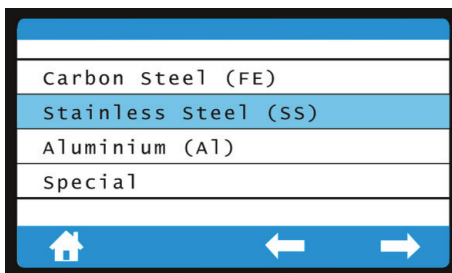 Carbon Steel (FE)
Stainless Steel (SS)
Aluminium (Al)
Special